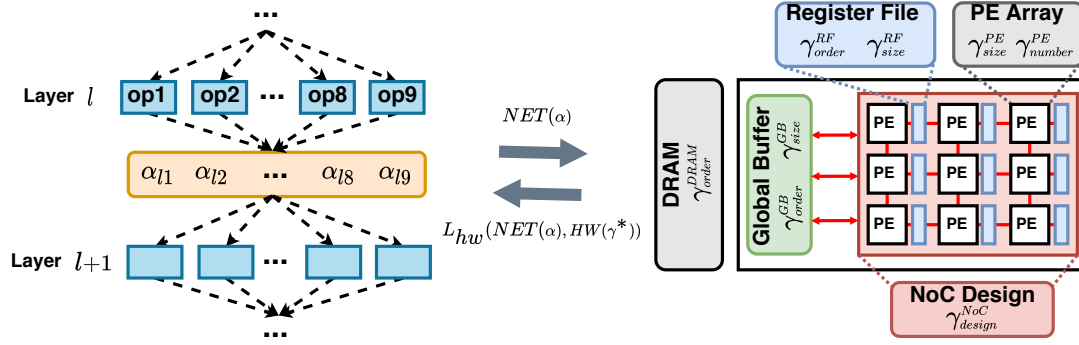 ...
Layer l
op1 op2 ... op8 op9
α_{l1} α_{l2} ... α_{l8} α_{l9}
Layer l+1
...
...
NET(α)
L_{hw}(NET(α), HW(γ*))
Register File
γ^{RF}_{order} γ^{RF}_{size}
PE Array
γ^{PE}_{size} γ^{PE}_{number}
DRAM
γ^{DRAM}_{order}
Global Buffer
γ^{GB}_{order} γ^{GB}_{size}
PE PE PE
PE PE PE
PE PE PE
NoC Design
γ^{NoC}_{design}